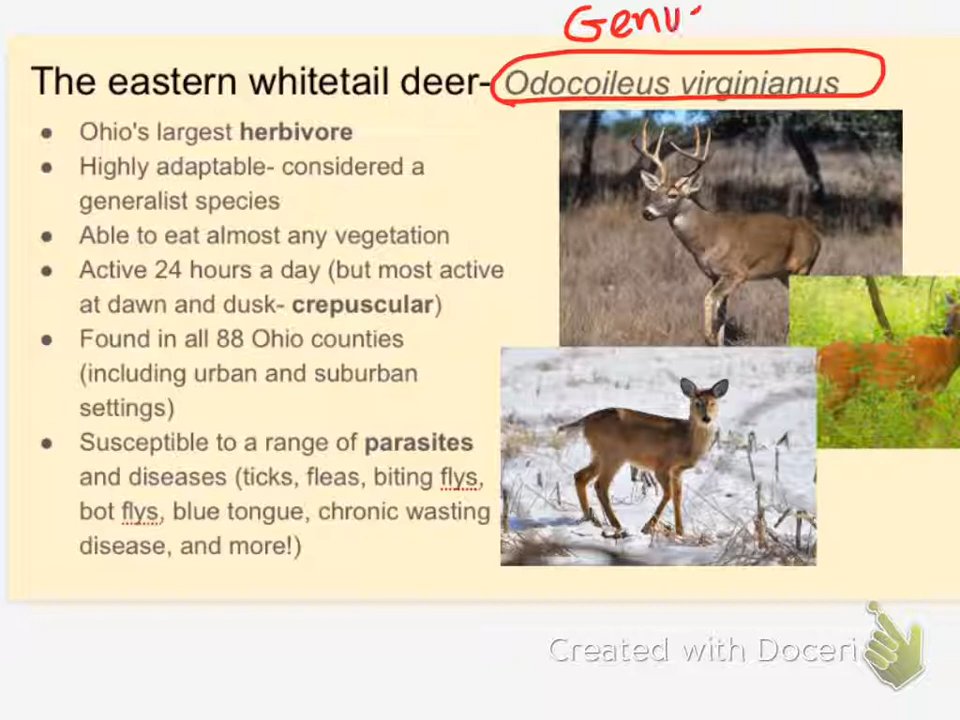 Genu
The eastern whitetail deer- Odocoileus virginianus
● Ohio's largest herbivore
● Highly adaptable- considered a
generalist species
● Able to eat almost any vegetation
● Active 24 hours a day (but most active
at dawn and dusk- crepuscular)
● Found in all 88 Ohio counties
(including urban and suburban
settings)
● Susceptible to a range of parasites
and diseases (ticks, fleas, biting flys,
bot flys, blue tongue, chronic wasting
disease, and more!)
Created with Doceri